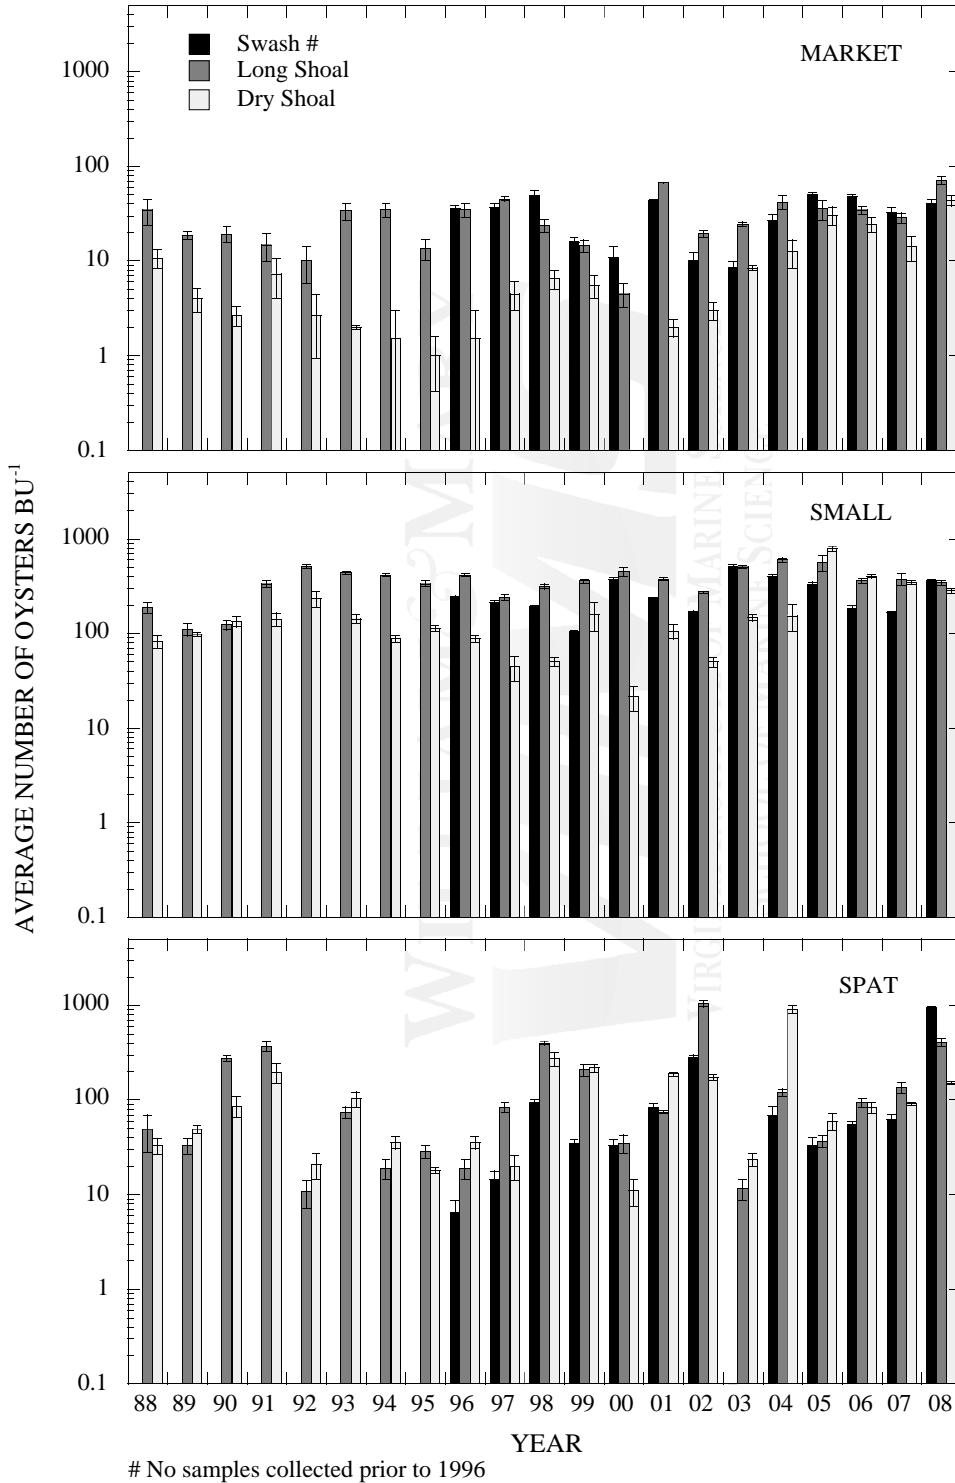 Swash #
Long Shoal
Dry Shoal
MARKET
1000
100
10
1
0.1
SMALL
1000
100
10
1
0.1
SPAT
1000
100
10
1
0.1
AVERAGE NUMBER OF OYSTERS BU-1
88 89 90 91 92 93 94 95 96 97 98 99 00 01 02 03 04 05 06 07 08
YEAR
# No samples collected prior to 1996
WILLIAM & MARY